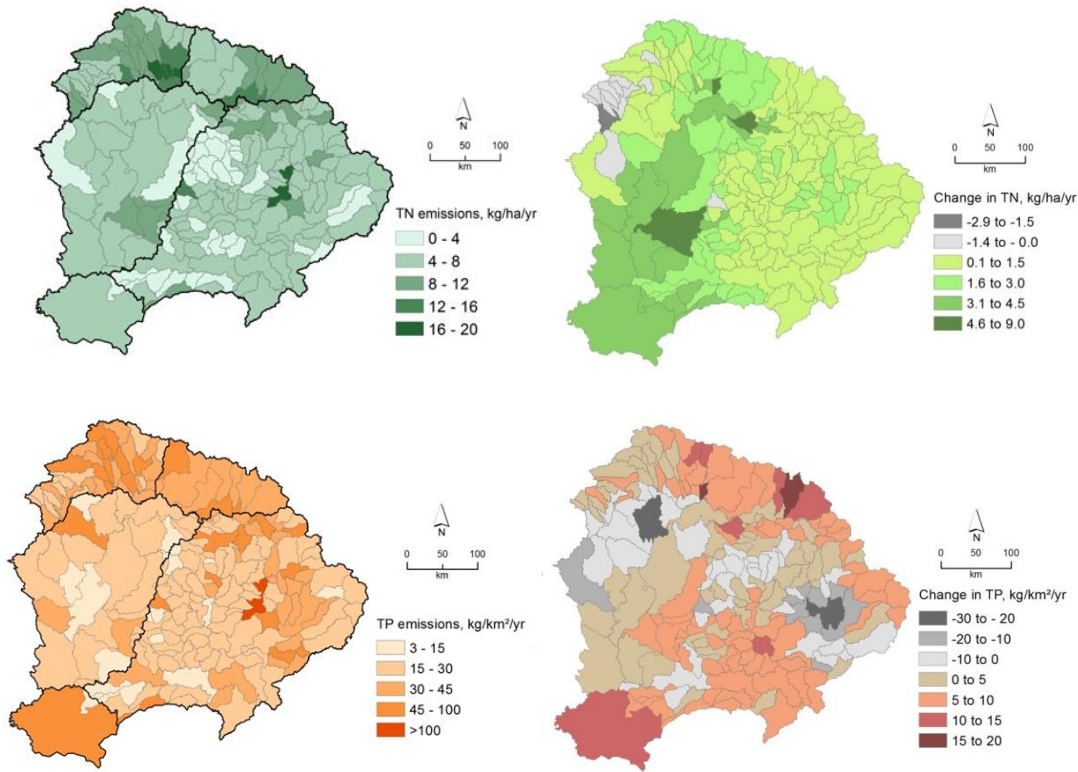 N
0 50 100
km
TN emissions, kg/ha/yr
0 - 4
4 - 8
8 - 12
12 - 16
16 - 20
N
0 50 100
km
Change in TN, kg/ha/yr
-2.9 to -1.5
-1.4 to - 0.0
0.1 to 1.5
1.6 to 3.0
3.1 to 4.5
4.6 to 9.0
N
0 50 100
km
TP emissions, kg/km²/yr
3 - 15
15 - 30
30 - 45
45 - 100
>100
N
0 50 100
km
Change in TP, kg/km²/yr
-30 to - 20
-20 to -10
-10 to 0
0 to 5
5 to 10
10 to 15
15 to 20